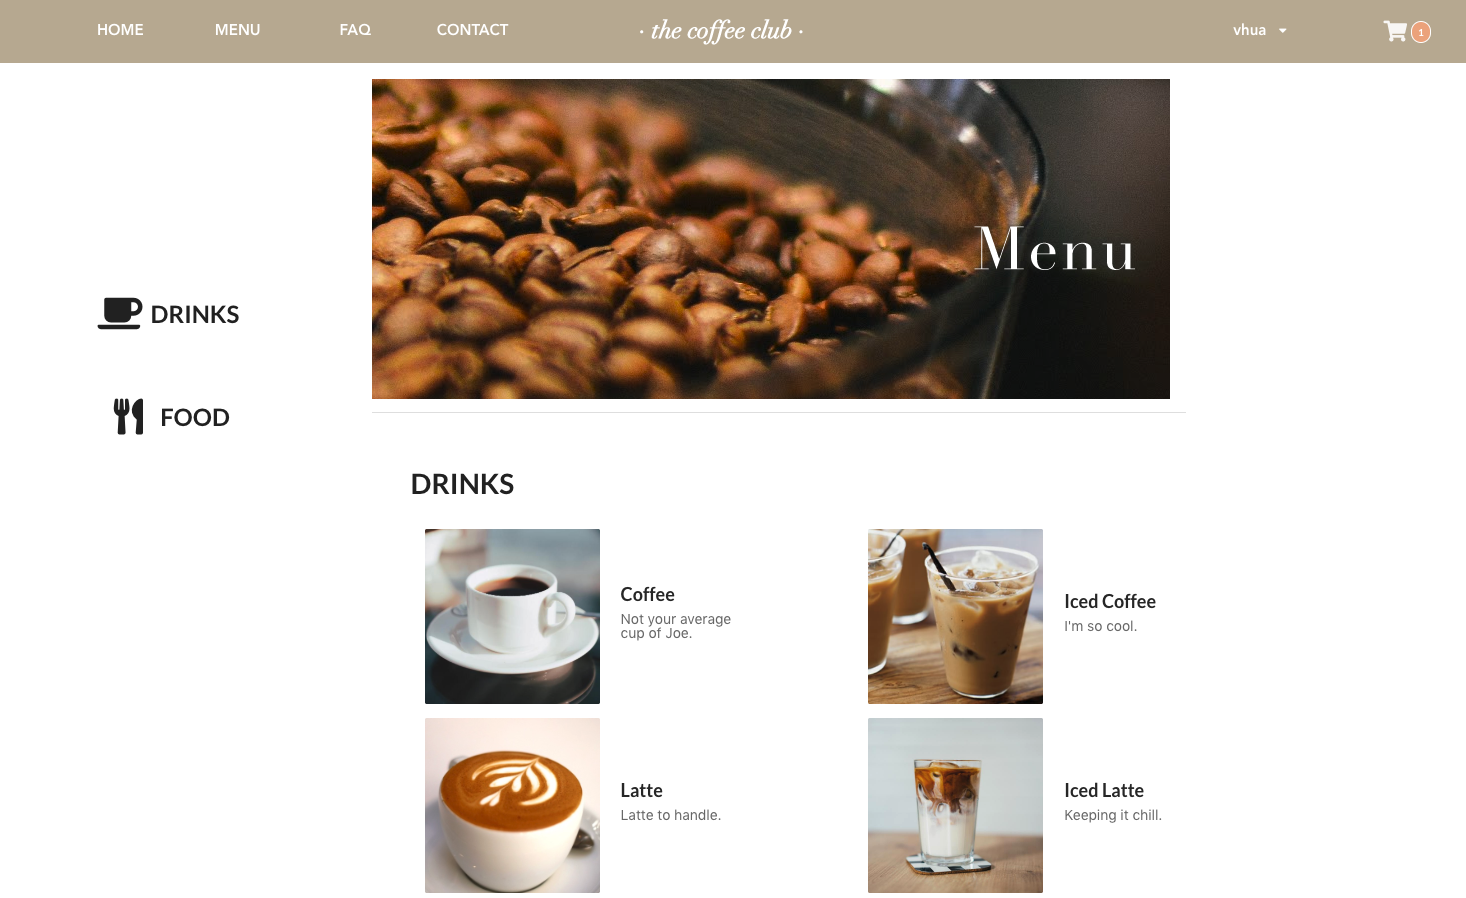 HOME MENU FAQ CONTACT · the coffee club · vhua 1
Menu
DRINKS
FOOD
DRINKS
Coffee
Not your average
cup of Joe.
Iced Coffee
I'm so cool.
Latte
Latte to handle.
Iced Latte
Keeping it chill.